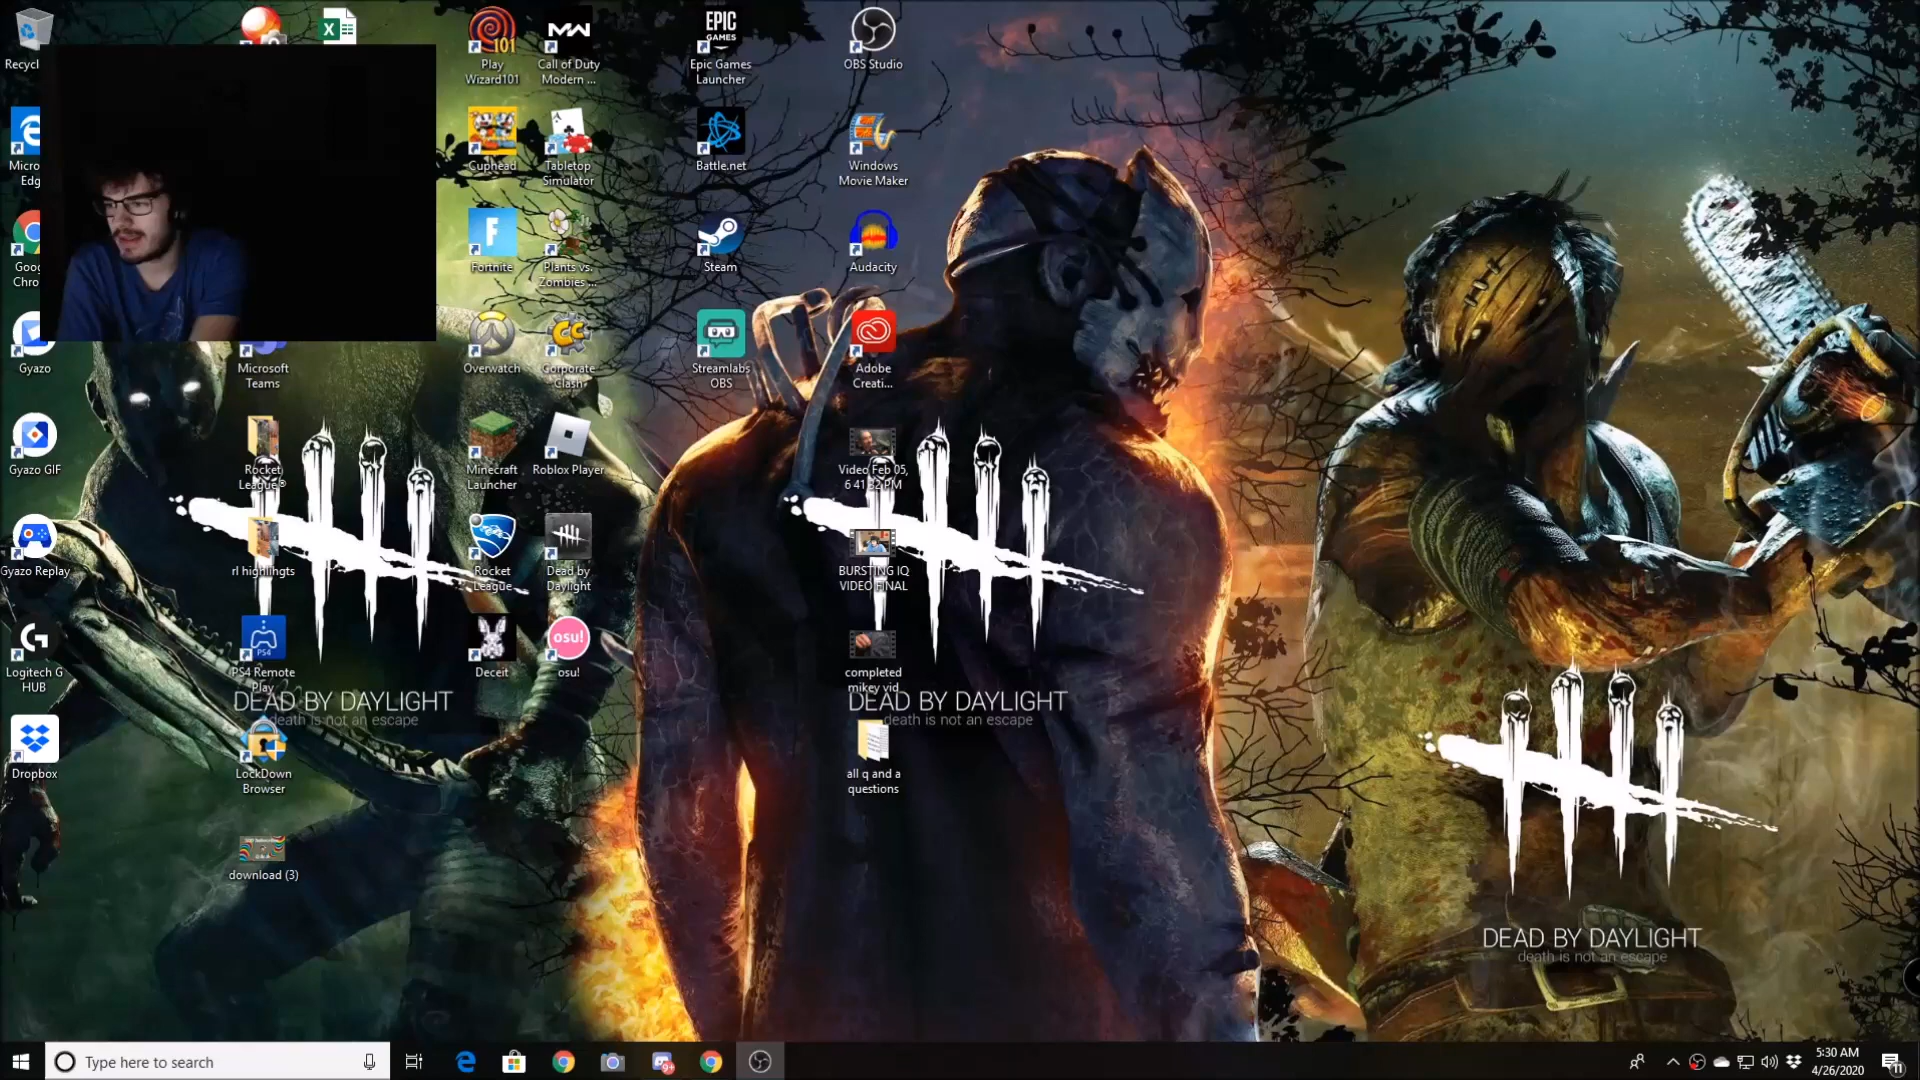 Recycl
Micro
Edg
Goog
Chro
Gyazo
Gyazo GIF
Gyazo Replay
Logitech G
HUB
Dropbox
Microsoft
Teams
Rocket
League®
rl highlihgts
PS4
PS4 Remote
Play
LockDown
Browser
download (3)
101
Play
Wizard101
Cuphead
Fortnite
Overwatch
Minecraft
Launcher
Rocket
League
Deceit
MW
Call of Duty
Modern ...
Tabletop
Simulator
Plants vs.
Zombies ...
Corporate
Clash
Roblox Player
Dead by
Daylight
osu!
osu!
EPIC
GAMES
Epic Games
Launcher
Battle.net
Steam
Streamlabs
OBS
OBS Studio
Windows
Movie Maker
Audacity
Adobe
Creati...
Video Feb 05,
6 41 32 PM
BURSTING IQ
VIDEO FINAL
completed
mikey vid
all q and a
questions
DEAD BY DAYLIGHT
death is not an escape
DEAD BY DAYLIGHT
death is not an escape
DEAD BY DAYLIGHT
death is not an escape
Type here to search
9+
5:30 AM
4/26/2020
11